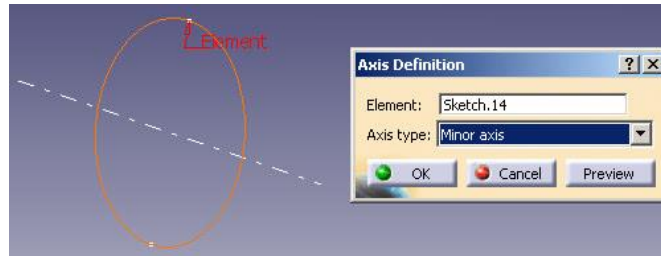 Element
Axis Definition
Element: Sketch.14
Axis type: Minor axis
OK Cancel Preview